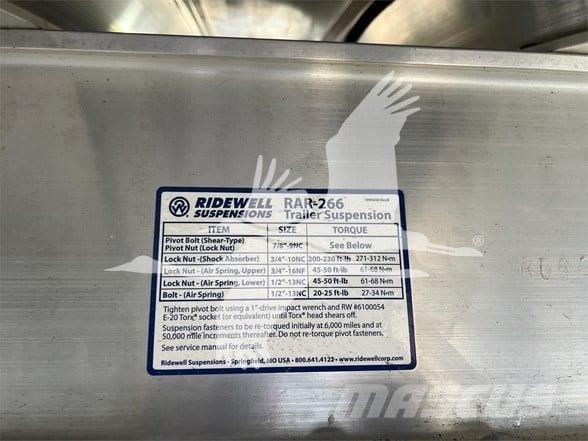 RIDEWELL SUSPENSIONS RAR-266™ Trailer Suspension
ITEM SIZE TORQUE
Pivot Bolt (Shear-Type)
Pivot Nut (Lock Nut) 7/8"-9NC See Below
Lock Nut -(Shock Absorber) 3/4"-10NC 200-230 ft-lb 271-312 N-m
Lock Nut - (Air Spring, Upper) 3/4"-16NF 45-50 ft-lb 61-68 N-m
Lock Nut - (Air Spring, Lower) 1/2"-13NC 45-50 ft-lb 61-68 N-m
Bolt - (Air Spring) 1/2"-13NC 20-25 ft-lb 27-34 N-m
Tighten pivot bolt using a 1"-drive impact wrench and RW #6100054
E-20 Torx® socket (or equivalent) until Torx® head shears off.
Suspension fasteners to be re-torqued initially at 6,000 miles and at
50,000 mile increments thereafter. Do not re-torque pivot fasteners.
See service manual for details.
Ridewell Suspensions - Springfield, MO USA - 800.641.4122 - www.ridewellcorp.com
MASCUS